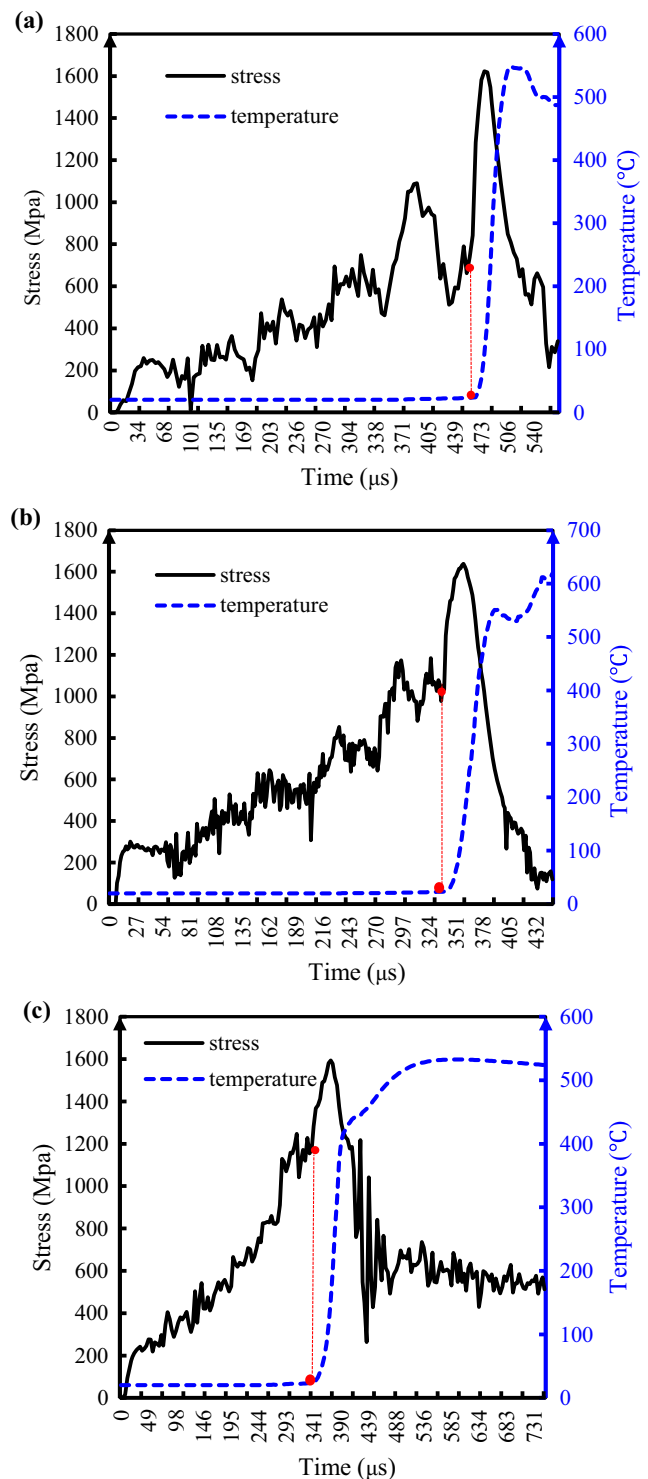 (a)
1800
1600
1400
1200
1000
800
600
400
200
0
Stress (Mpa)
stress
temperature
600
500
400
300
200
100
0
Temperature (°C)
0 34 68 101 135 169 203 236 270 304 338 371 405 439 473 506 540
Time (μs)
(b)
1800
1600
1400
1200
1000
800
600
400
200
0
Stress (Mpa)
stress
temperature
700
600
500
400
300
200
100
0
Temperature (°C)
0 27 54 81 108 135 162 189 216 243 270 297 324 351 378 405 432
Time (μs)
(c)
1800
1600
1400
1200
1000
800
600
400
200
0
Stress (Mpa)
stress
temperature
600
500
400
300
200
100
0
Temperature (°C)
0 49 98 146 195 244 293 341 390 439 488 536 585 634 683 731
Time (μs)